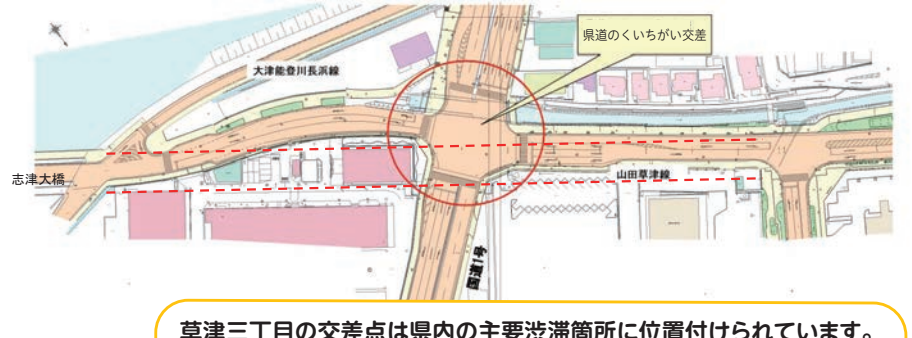 県道のくいちがい交差
大津能登川長浜線
志津大橋
山田草津線
国道1号
草津三丁目の交差点は県内の主要渋滞箇所に位置付けられています。